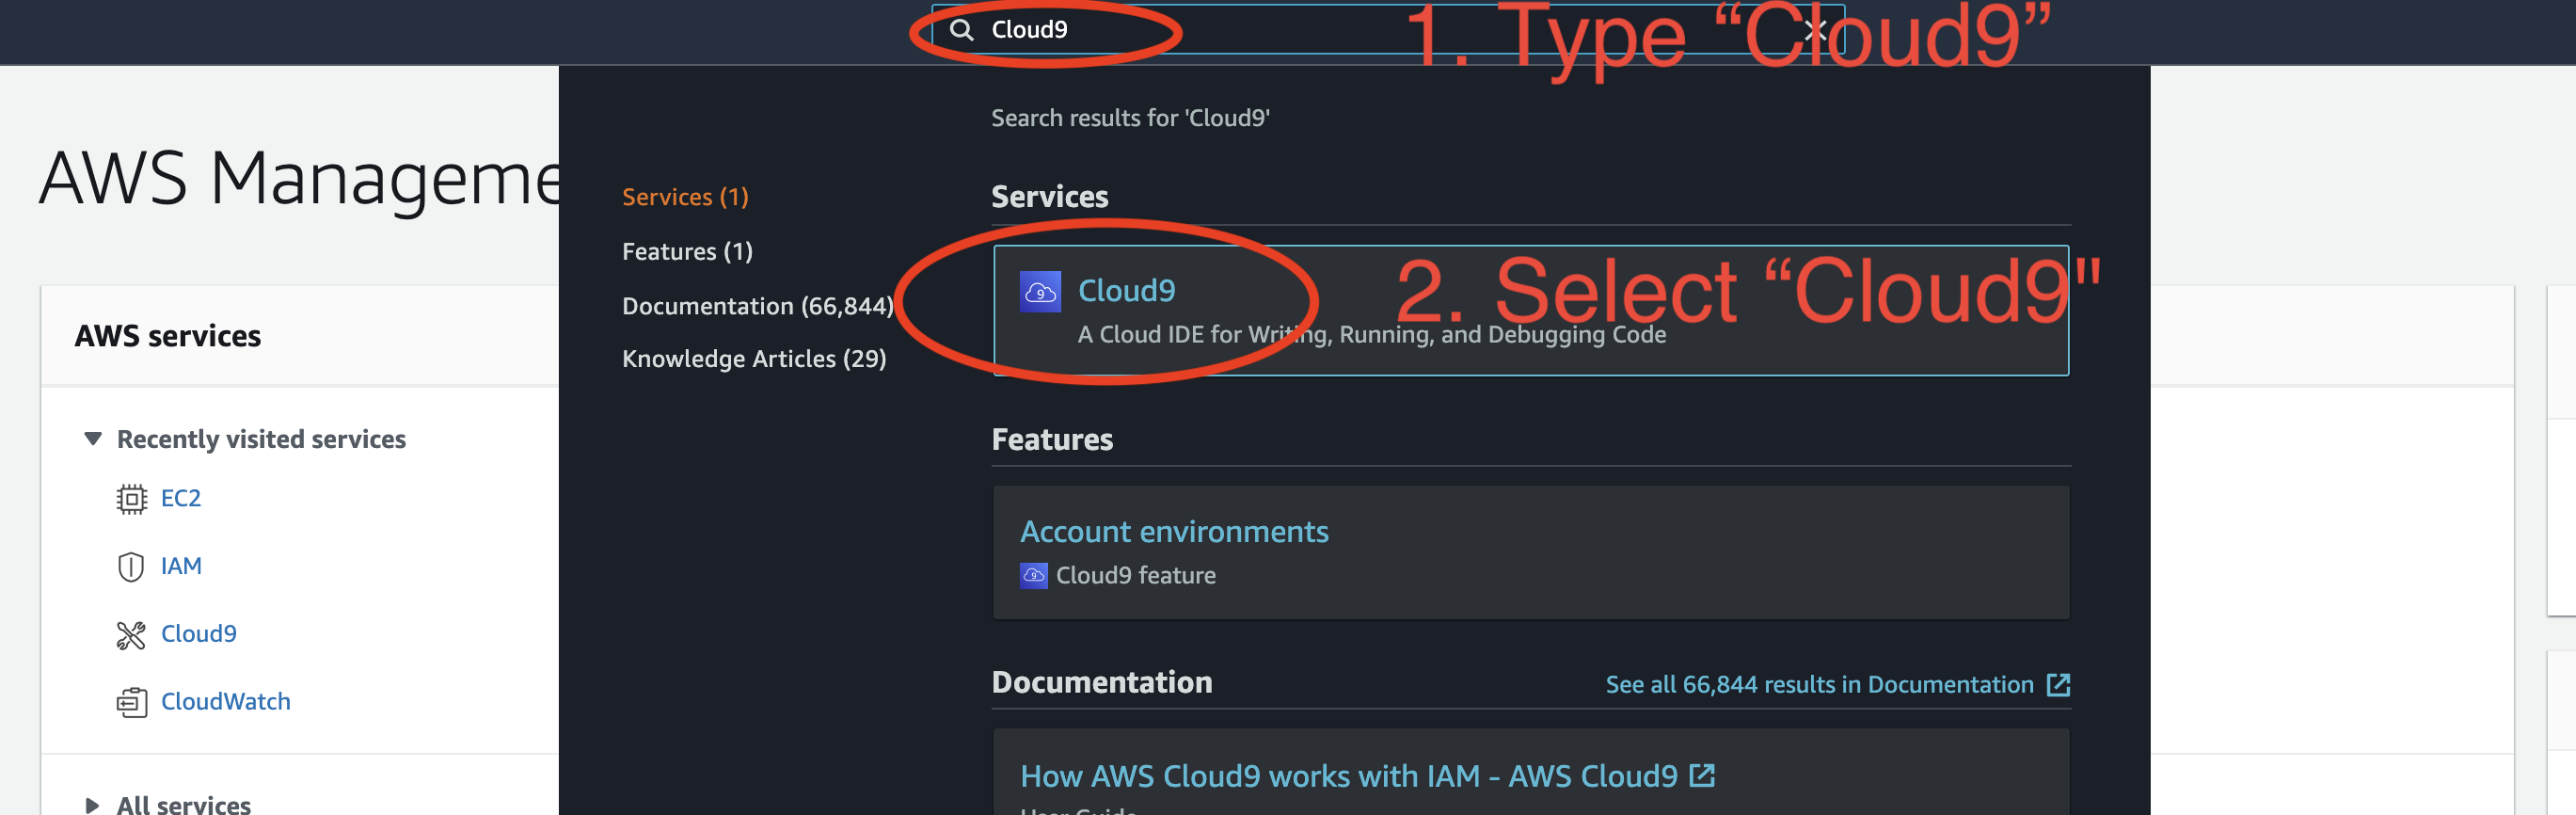 Cloud9
1. Type “Cloud9”
Search results for 'Cloud9'
AWS Manageme
Services (1)
Features (1)
Documentation (66,844)
Knowledge Articles (29)
Services
Cloud9
2. Select “Cloud9"
A Cloud IDE for Writing, Running, and Debugging Code
AWS services
Recently visited services
EC2
IAM
Cloud9
CloudWatch
All services
Features
Account environments
Cloud9 feature
Documentation
See all 66,844 results in Documentation
How AWS Cloud9 works with IAM - AWS Cloud9
User Guide